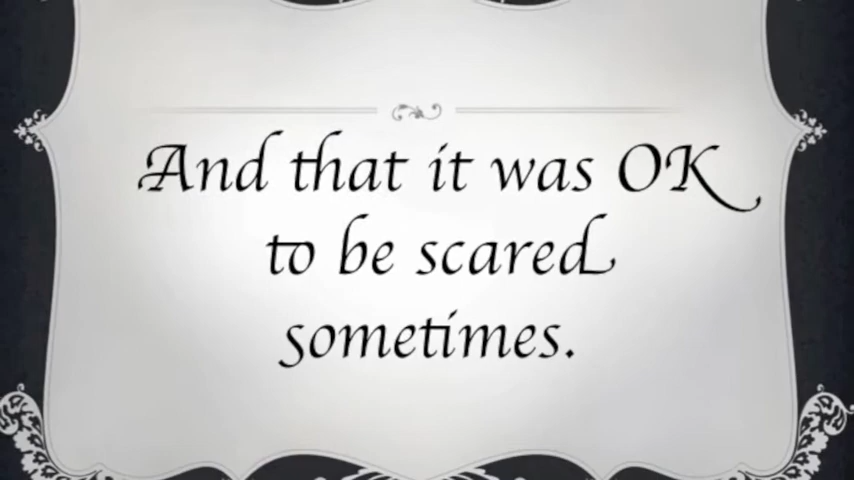 And that it was OK
to be scared
sometimes.